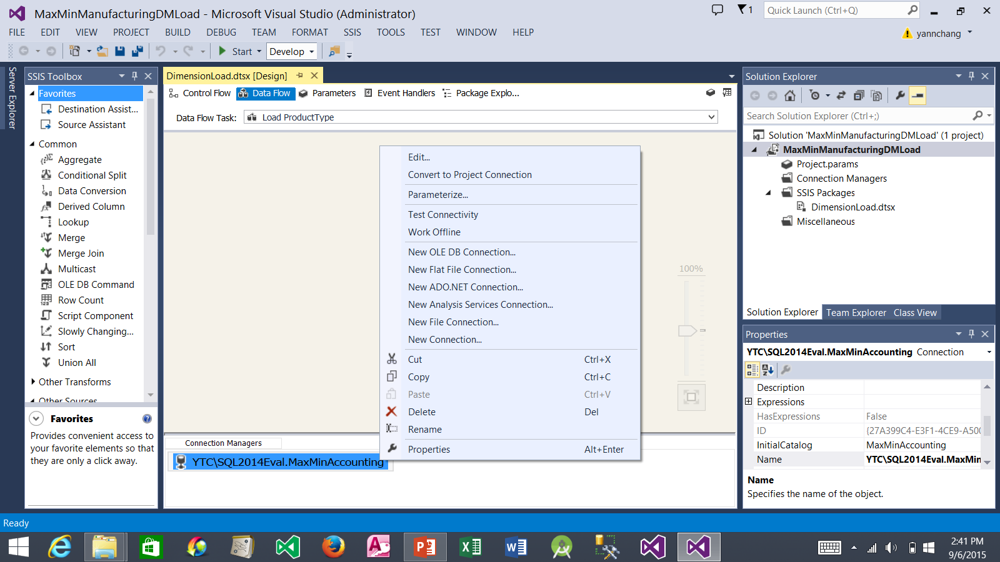 MaxMinManufacturingDMLoad - Microsoft Visual Studio (Administrator)
1
Quick Launch (Ctrl+Q)
FILE EDIT VIEW PROJECT BUILD DEBUG TEAM FORMAT SSIS TOOLS TEST WINDOW HELP
yannchang
Start
Develop
Server Explorer
SSIS Toolbox
Favorites
Destination Assist...
Source Assistant
Common
Aggregate
Conditional Split
Data Conversion
Derived Column
Lookup
Merge
Merge Join
Multicast
OLE DB Command
Row Count
Script Component
Slowly Changing...
Sort
Union All
Other Transforms
Other Sources
Favorites
Provides convenient access to
your favorite elements so that
they are only a click away.
DimensionLoad.dtsx [Design]
Control Flow Data Flow Parameters Event Handlers Package Explo...
Data Flow Task: Load ProductType
Edit...
Convert to Project Connection
Parameterize...
Test Connectivity
Work Offline
New OLE DB Connection...
New Flat File Connection...
New ADO.NET Connection...
New Analysis Services Connection...
New File Connection...
New Connection...
Cut Ctrl+X
Copy Ctrl+C
Paste Ctrl+V
Delete Del
Rename
Properties Alt+Enter
100%
Connection Managers
YTC\SQL2014Eval.MaxMinAccounting
Solution Explorer
Search Solution Explorer (Ctrl+;)
Solution 'MaxMinManufacturingDMLoad' (1 project)
MaxMinManufacturingDMLoad
Project.params
Connection Managers
SSIS Packages
DimensionLoad.dtsx
Miscellaneous
Solution Explorer Team Explorer Class View
Properties
YTC\SQL2014Eval.MaxMinAccounting Connection
Description
Expressions
HasExpressions False
ID {27A399C4-E3F1-4CE9-A500
InitialCatalog MaxMinAccounting
Name YTC\SQL2014Eval.MaxMin
Name
Specifies the name of the object.
Ready
2:41 PM
9/6/2015